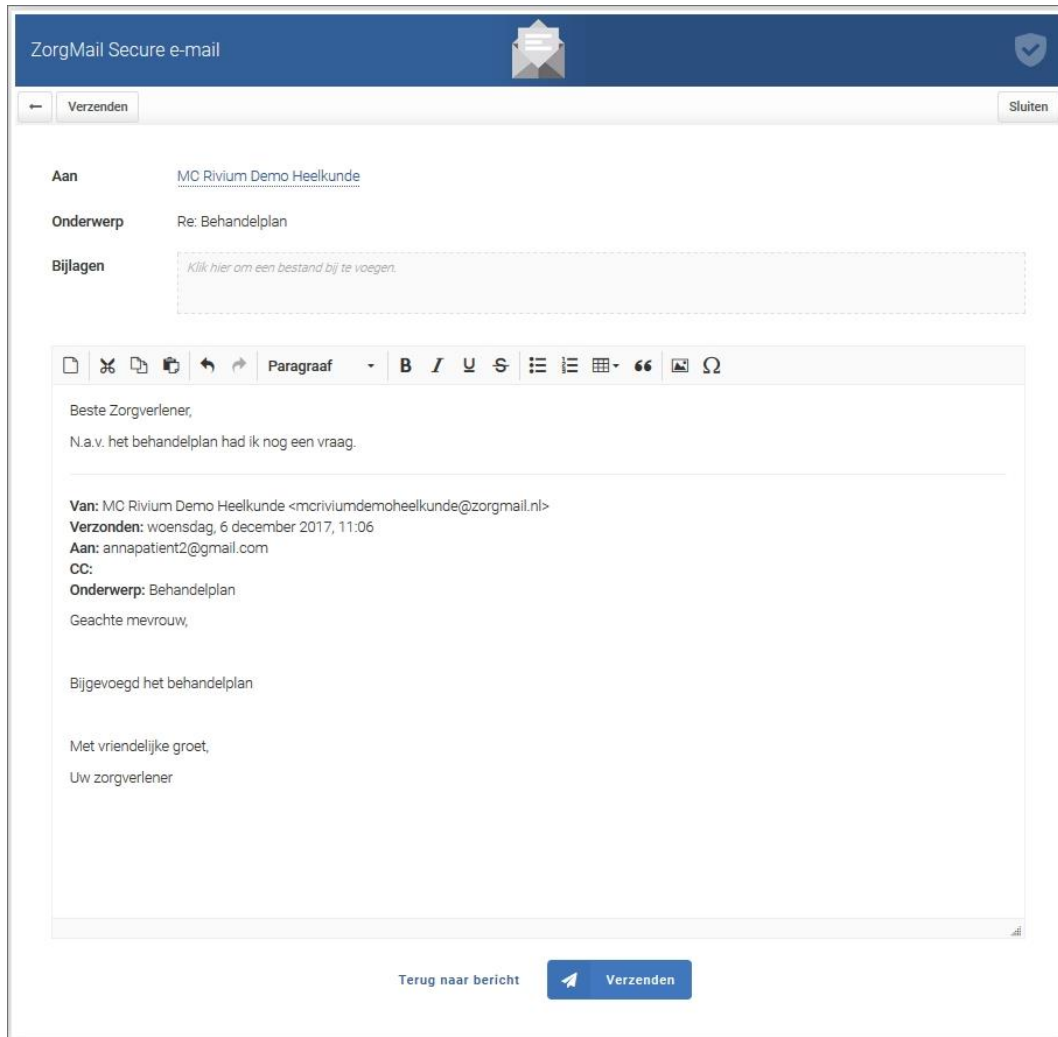 ZorgMail Secure e-mail
← Verzenden Sluiten
Aan MC Rivium Demo Heelkunde
Onderwerp Re: Behandelplan
Bijlagen Klik hier om een bestand bij te voegen.
Paragraaf B I U S Ω
Beste Zorgverlener,
N.a.v. het behandelplan had ik nog een vraag.
Van: MC Rivium Demo Heelkunde <mcriviumdemoheelkunde@zorgmail.nl>
Verzonden: woensdag, 6 december 2017, 11:06
Aan: annapatient2@gmail.com
CC:
Onderwerp: Behandelplan
Geachte mevrouw,
Bijgevoegd het behandelplan
Met vriendelijke groet,
Uw zorgverlener
Terug naar bericht Verzenden